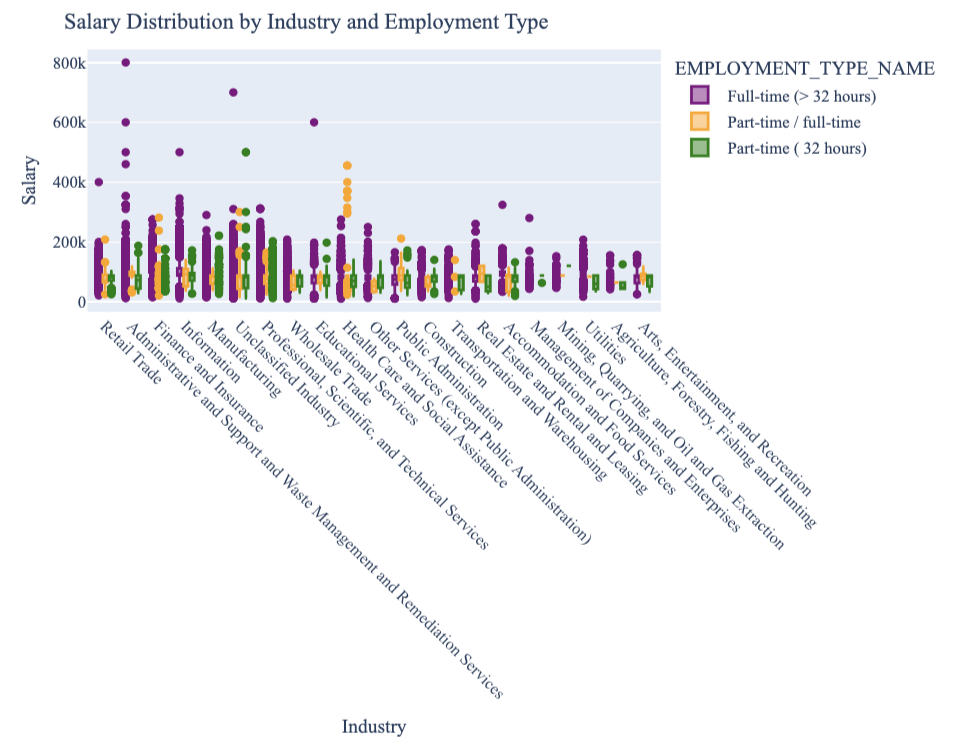 Salary Distribution by Industry and Employment Type
EMPLOYMENT_TYPE_NAME
Full-time (> 32 hours)
Part-time / full-time
Part-time ( 32 hours)
Salary
800k
600k
400k
200k
0
Retail Trade
Administrative and Support and Waste Management and Remediation Services
Finance and Insurance
Information
Manufacturing
Unclassified Industry
Professional, Scientific, and Technical Services
Wholesale Trade
Educational Services
Health Care and Social Assistance
Other Services (except Public Administration)
Public Administration
Construction
Transportation and Warehousing
Real Estate and Rental and Leasing
Accommodation and Food Services
Management of Companies and Enterprises
Mining, Quarrying, and Oil and Gas Extraction
Utilities
Agriculture, Forestry, Fishing and Hunting
Arts, Entertainment, and Recreation
Industry